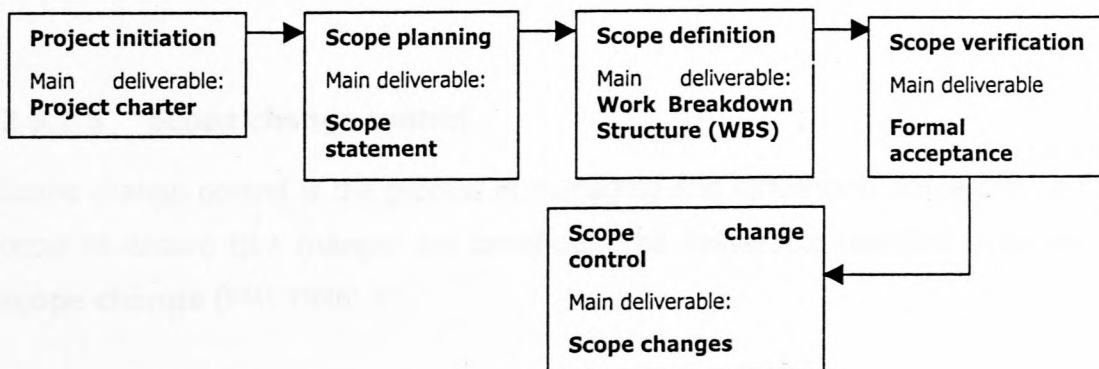 Project initiation
Main deliverable:
Project charter
Scope planning
Main deliverable:
Scope
statement
Scope definition
Main deliverable:
Work Breakdown
Structure (WBS)
Scope verification
Main deliverable
Formal
acceptance
Scope change
control
Main deliverable:
Scope changes